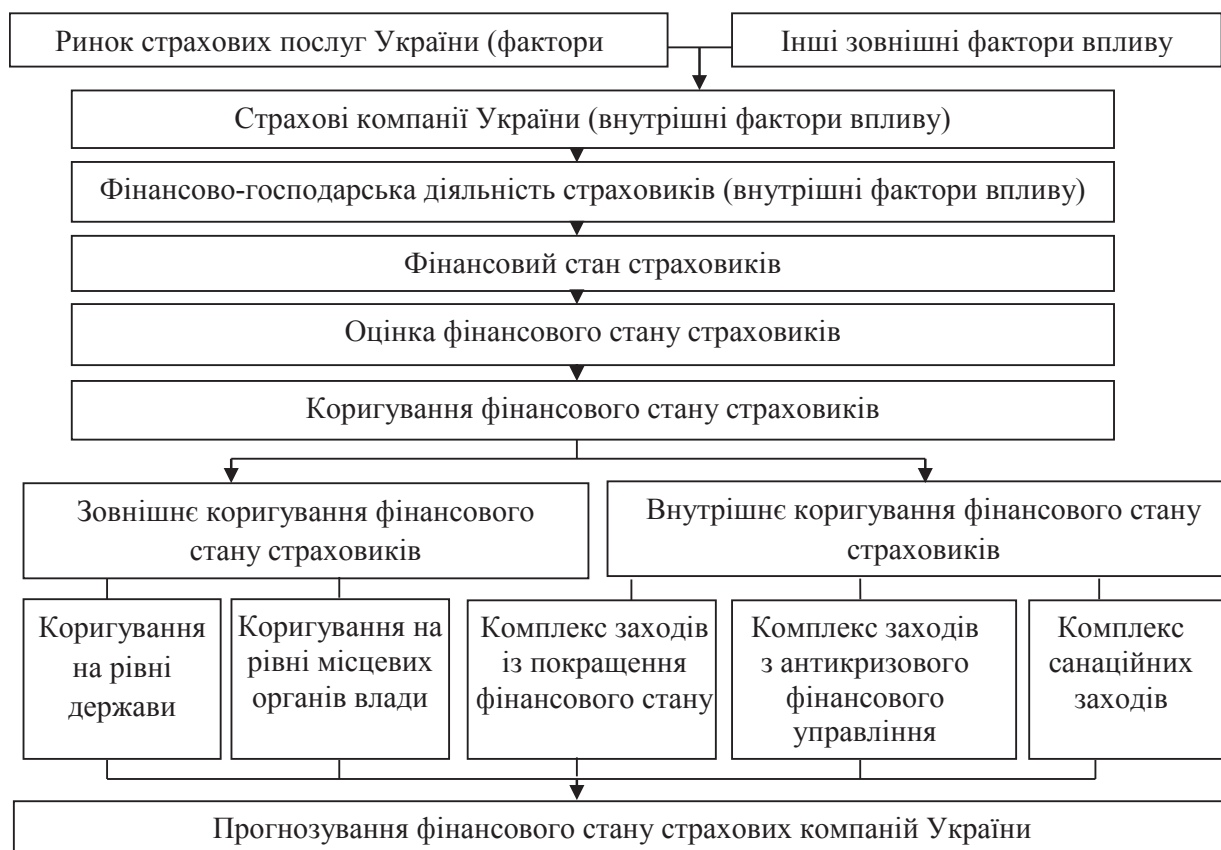 Ринок страхових послуг України (фактори
Інші зовнішні фактори впливу
Страхові компанії України (внутрішні фактори впливу)
Фінансово-господарська діяльність страховиків (внутрішні фактори впливу)
Фінансовий стан страховиків
Оцінка фінансового стану страховиків
Коригування фінансового стану страховиків
Зовнішнє коригування фінансового
стану страховиків
Внутрішнє коригування фінансового стану
страховиків
Коригування
на рівні
держави
Коригування на
рівні місцевих
органів влади
Комплекс заходів
із покращення
фінансового стану
Комплекс заходів
з антикризового
фінансового
управління
Комплекс
санаційних
заходів
Прогнозування фінансового стану страхових компаній України